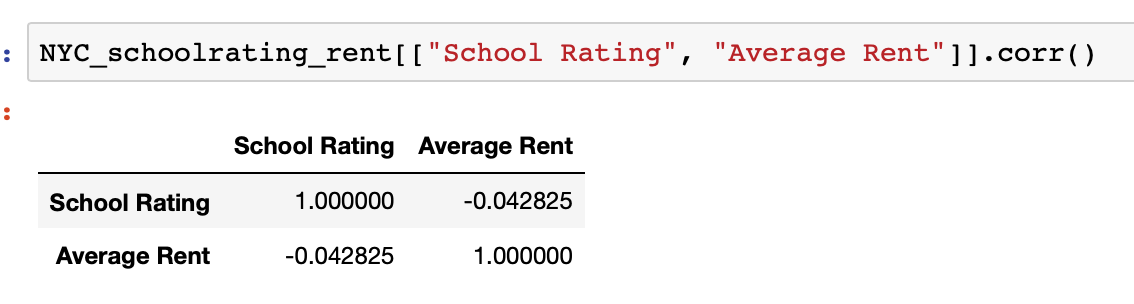 : NYC_schoolrating_rent[["School Rating", "Average Rent"]].corr()
:
School Rating Average Rent
School Rating 1.000000 -0.042825
Average Rent -0.042825 1.000000